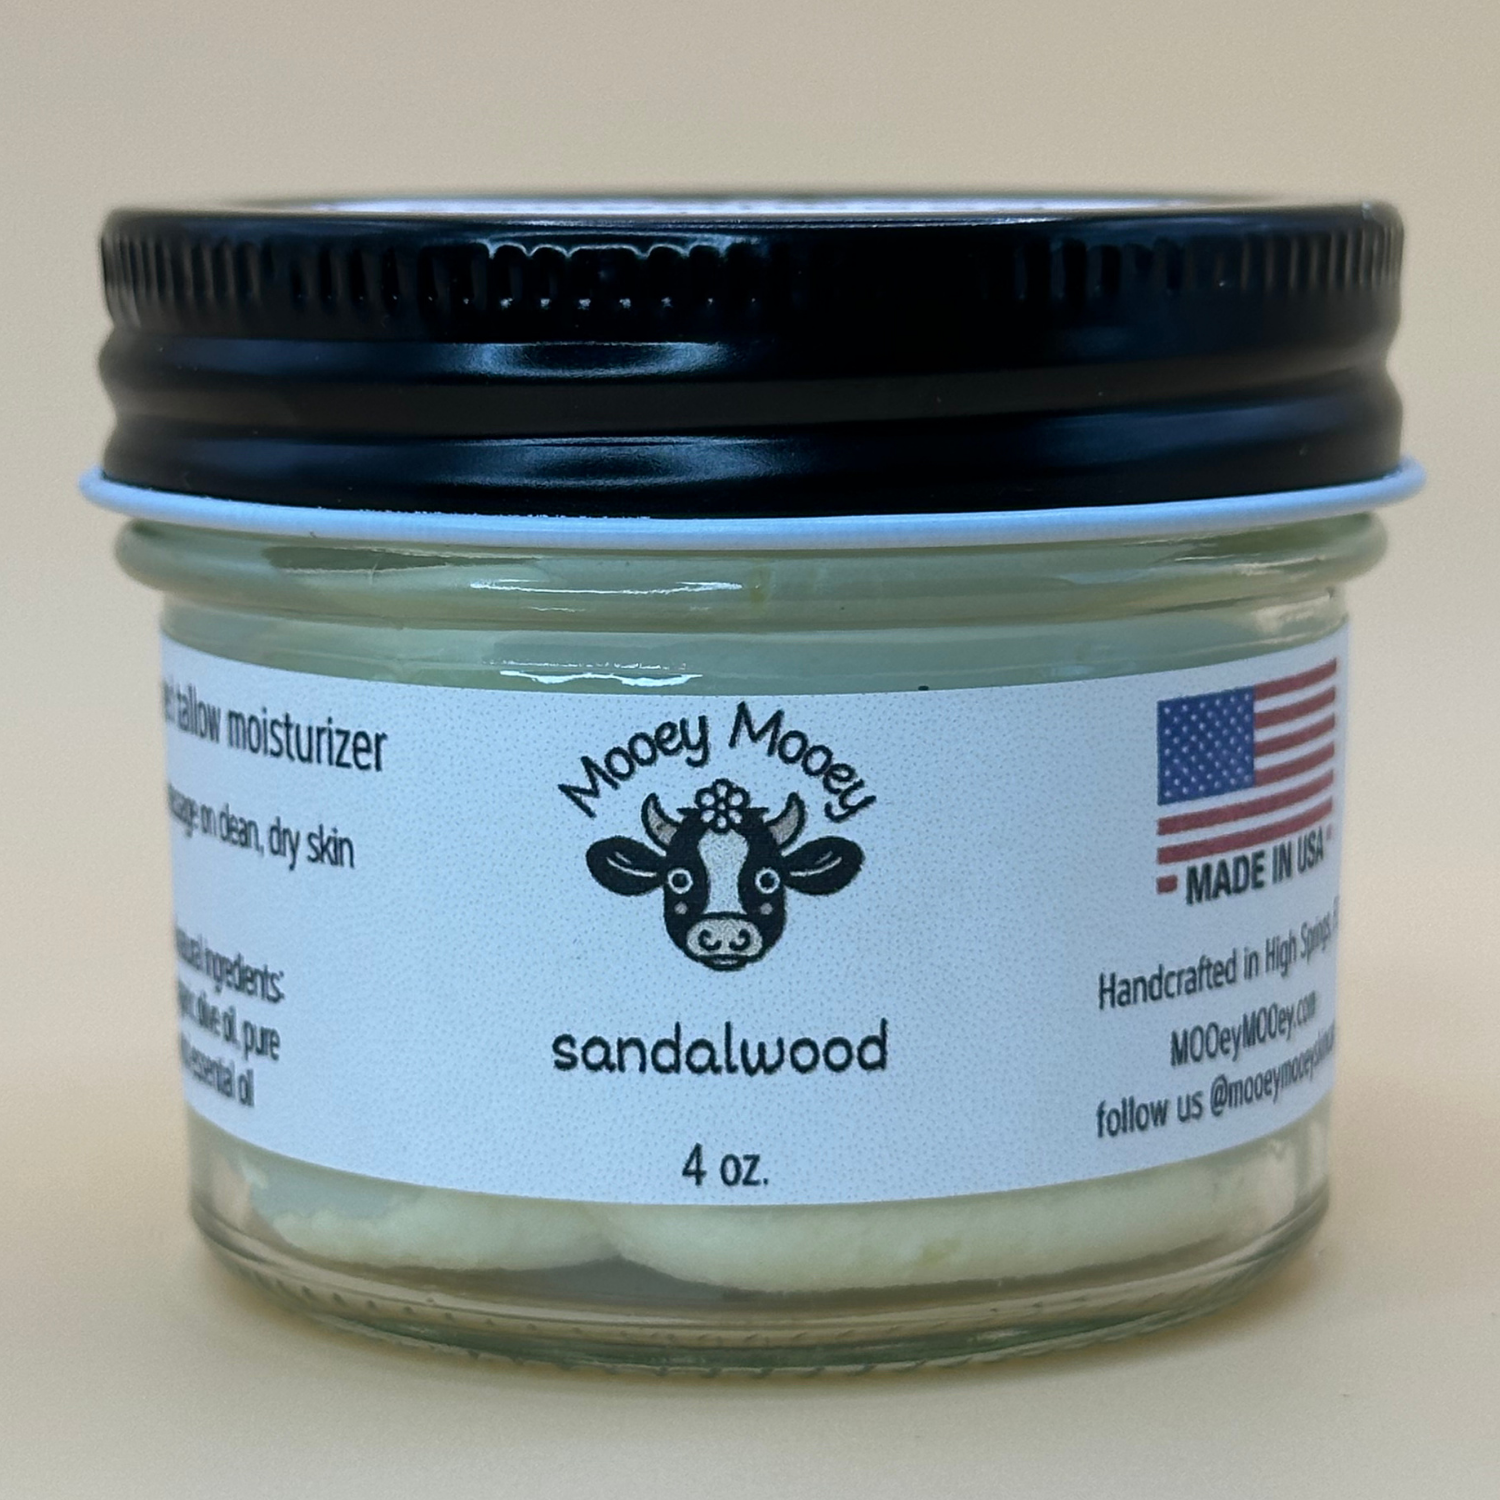 tallow moisturizer
on clean, dry skin
ingredients:
olive oil, pure
essential oil
Mooey Mooey
sandalwood
4 oz.
MADE IN USA
Handcrafted in High Springs,
MOOeyMOOey.com
follow us